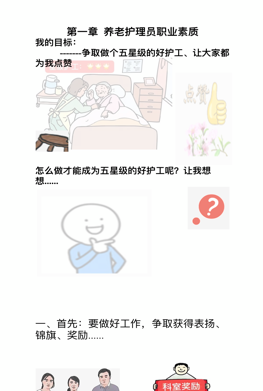 第一章 养老护理员职业素质
我的目标：
-------争取做个五星级的好护工、让大家都
为我点赞
点赞
怎么做才能成为五星级的好护工呢？让我想
想……
一、首先：要做好工作，争取获得表扬、
锦旗、奖励……
科室奖励